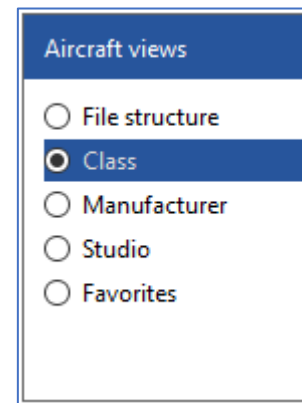 Aircraft views
File structure
Class
Manufacturer
Studio
Favorites